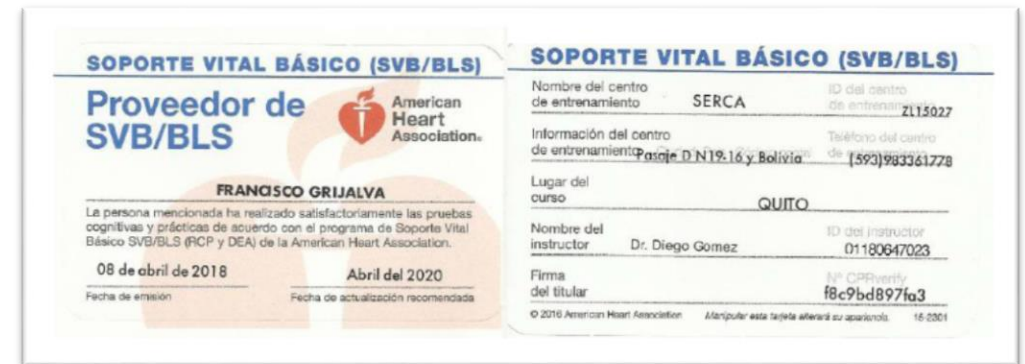 SOPORTE VITAL BÁSICO (SVB/BLS)
Proveedor de
SVB/BLS
American
Heart
Association®
FRANCISCO GRIJALVA
La persona mencionada ha realizado satisfactoriamente las pruebas
cognitivas y prácticas de acuerdo con el programa de Soporte Vital
Básico SVB/BLS (RCP y DEA) de la American Heart Association.
08 de abril de 2018
Abril del 2020
Fecha de emisión
Fecha de actualización recomendada
SOPORTE VITAL BÁSICO (SVB/BLS)
Nombre del centro
de entrenamiento SERCA
ID del centro
de entrenamiento ZL15027
Información del centro
de entrenamiento Pasaje D N19-16 y Bolivia
Teléfono del centro
de entrenamiento (593)983361778
Lugar del
curso QUITO
Nombre del
instructor Dr. Diego Gomez
ID del instructor
01180647023
Firma
del titular
Nº CPRverify
f8c9bd897fa3
© 2016 American Heart Association Manipular esta tarjeta alterará su apariencia. 15-2301